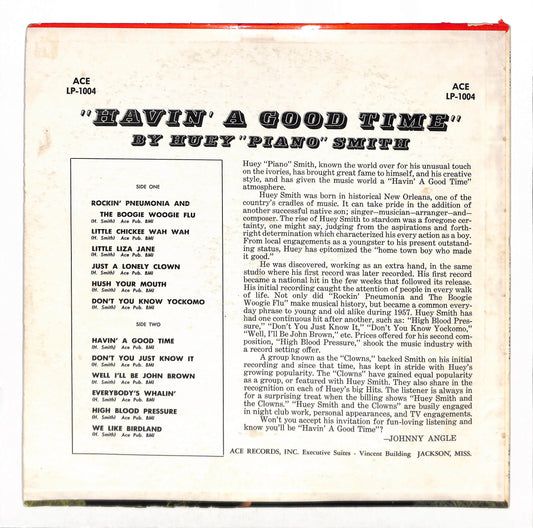 ACE
LP-1004
ACE
LP-1004
"HAVIN' A GOOD TIME"
BY HUEY "PIANO" SMITH
SIDE ONE
ROCKIN' PNEUMONIA AND
THE BOOGIE WOOGIE FLU
(H. Smith) Ace Pub. BMI
LITTLE CHICKEE WAH WAH
(H. Smith) Ace Pub. BMI
LITTLE LIZA JANE
(H. Smith) Ace Pub. BMI
JUST A LONELY CLOWN
(H. Smith) Ace Pub. BMI
HUSH YOUR MOUTH
(H. Smith) Ace Pub. BMI
DON'T YOU KNOW YOCKOMO
(H. Smith) Ace Pub. BMI
SIDE TWO
HAVIN' A GOOD TIME
(H. Smith) Ace Pub. BMI
DON'T YOU JUST KNOW IT
(H. Smith) Ace Pub. BMI
WELL I'LL BE JOHN BROWN
(H. Smith) Ace Pub. BMI
EVERYBODY'S WHALIN'
(H. Smith) Ace Pub. BMI
HIGH BLOOD PRESSURE
(H. Smith) Ace Pub. BMI
WE LIKE BIRDLAND
(H. Smith) Ace Pub. BMI
Huey "Piano" Smith, known the world over for his unusual touch
on the ivories, has brought great fame to himself, and his creative
style, and has given the music world a "Havin' A Good Time"
atmosphere.
Huey Smith was born in historical New Orleans, one of the
country's cradles of music. It can take pride in the addition of
another successful native son; singer—musician—arranger—and—
composer. The rise of Huey Smith to stardom was a foregone cer-
tainty, one might say, judging from the aspirations and forth-
right determination which characterized his every action as a boy.
From local engagements as a youngster to his present outstand-
ing status, Huey has epitomized the "home town boy who made
it good."
He was discovered, working as an extra hand, in the same
studio where his first record was later recorded. His first record
became a national hit in the few weeks that followed its release.
His initial recording caught the attention of people in every walk
of life. Not only did "Rockin' Pneumonia and The Boogie
Woogie Flu" make musical history, but became a common every-
day phrase to young and old alike during 1957. Huey Smith has
had one continuous hit after another, such as: "High Blood Pres-
sure," "Don't You Just Know It," "Don't You Know Yockomo,"
"Well, I'll Be John Brown," etc. Prices offered for his second com-
position, "High Blood Pressure," shook the music industry with
a record setting offer.
A group known as the "Clowns," backed Smith on his initial
recording and since that time, has kept in stride with Huey's
growing popularity. The "Clowns" have gained equal popularity
as a group, or featured with Huey Smith. They also share in the
recognition on each of Huey's big Hits. The listener is always in
for a surprising treat when the billing shows "Huey Smith and
the Clowns." "Huey Smith and the Clowns" are busily engaged
in night club work, personal appearances, and TV engagements.
Won't you accept his invitation for fun-loving listening and
know you'll be "Havin' A Good Time"?
—JOHNNY ANGLE
ACE RECORDS, INC. Executive Suites - Vincent Building JACKSON, MISS.